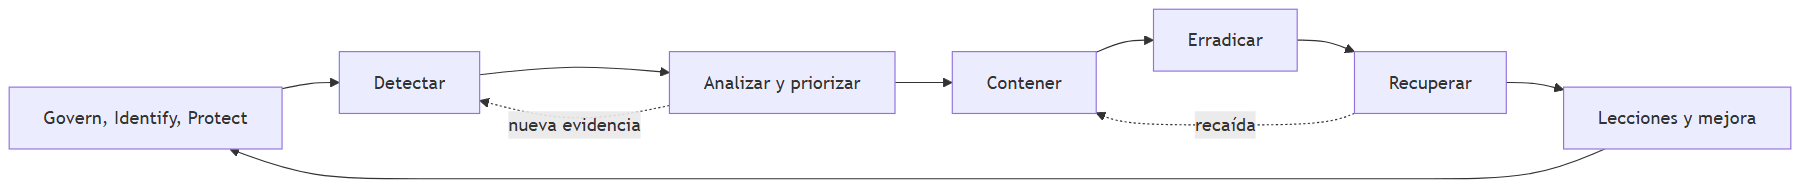 Govern, Identify, Protect
Detectar
nueva evidencia
Analizar y priorizar
Contener
Erradicar
recaída
Recuperar
Lecciones y mejora